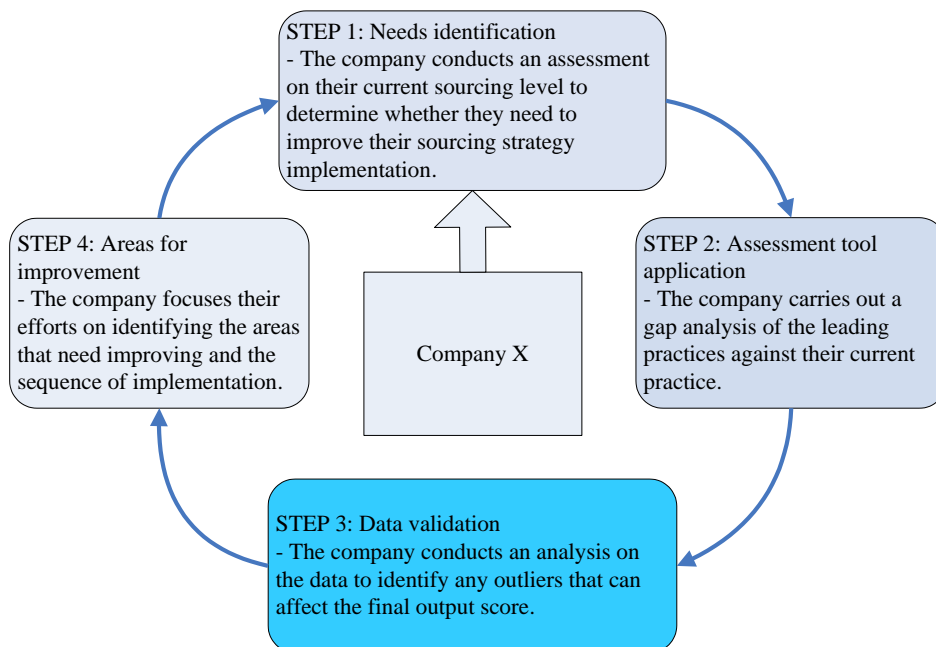 STEP 1: Needs identification
- The company conducts an assessment
on their current sourcing level to
determine whether they need to
improve their sourcing strategy
implementation.
STEP 4: Areas for
improvement
- The company focuses their
efforts on identifying the areas
that need improving and the
sequence of implementation.
Company X
STEP 2: Assessment tool
application
- The company carries out a
gap analysis of the leading
practices against their current
practice.
STEP 3: Data validation
- The company conducts an analysis on
the data to identify any outliers that can
affect the final output score.